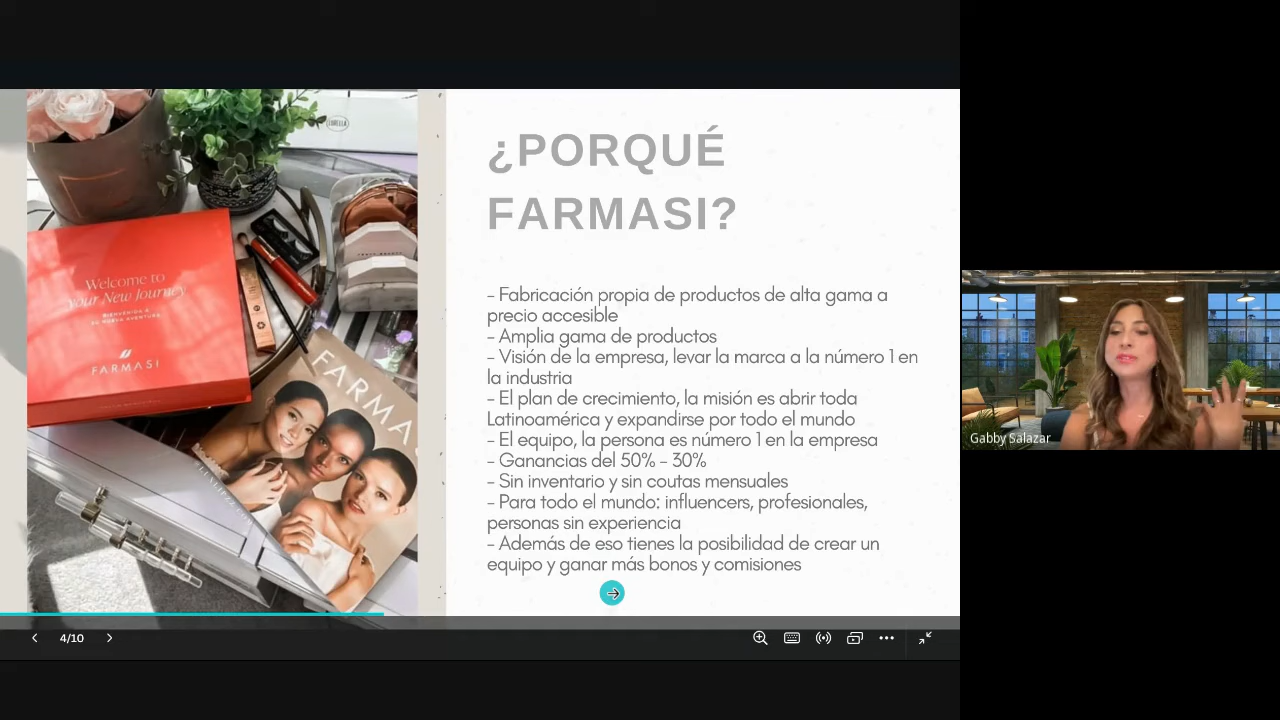 ¿PORQUÉ
FARMASI?
- Fabricación propia de productos de alta gama a
precio accesible
- Amplia gama de productos
- Visión de la empresa, levar la marca a la número 1 en
la industria
- El plan de crecimiento, la misión es abrir toda
Latinoamérica y expandirse por todo el mundo
- El equipo, la persona es número 1 en la empresa
- Ganancias del 50% - 30%
- Sin inventario y sin coutas mensuales
- Para todo el mundo: influencers, profesionales,
personas sin experiencia
- Además de eso tienes la posibilidad de crear un
equipo y ganar más bonos y comisiones
Welcome to
your New Journey
BIENVENIDO A
SU NUEVA AVENTURA
FARMASI
FARMA
4/10
Gabby Salazar